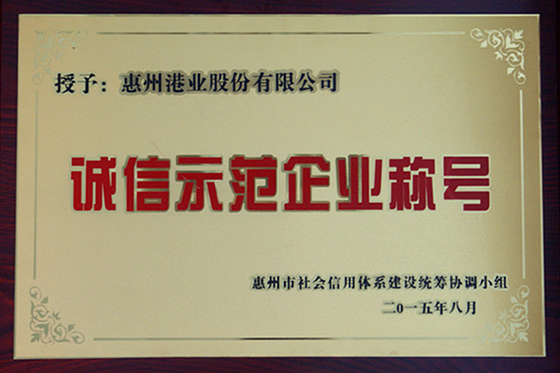 授予：惠州港业股份有限公司
诚信示范企业称号
惠州市社会信用体系建设统筹协调小组
二0一五年八月